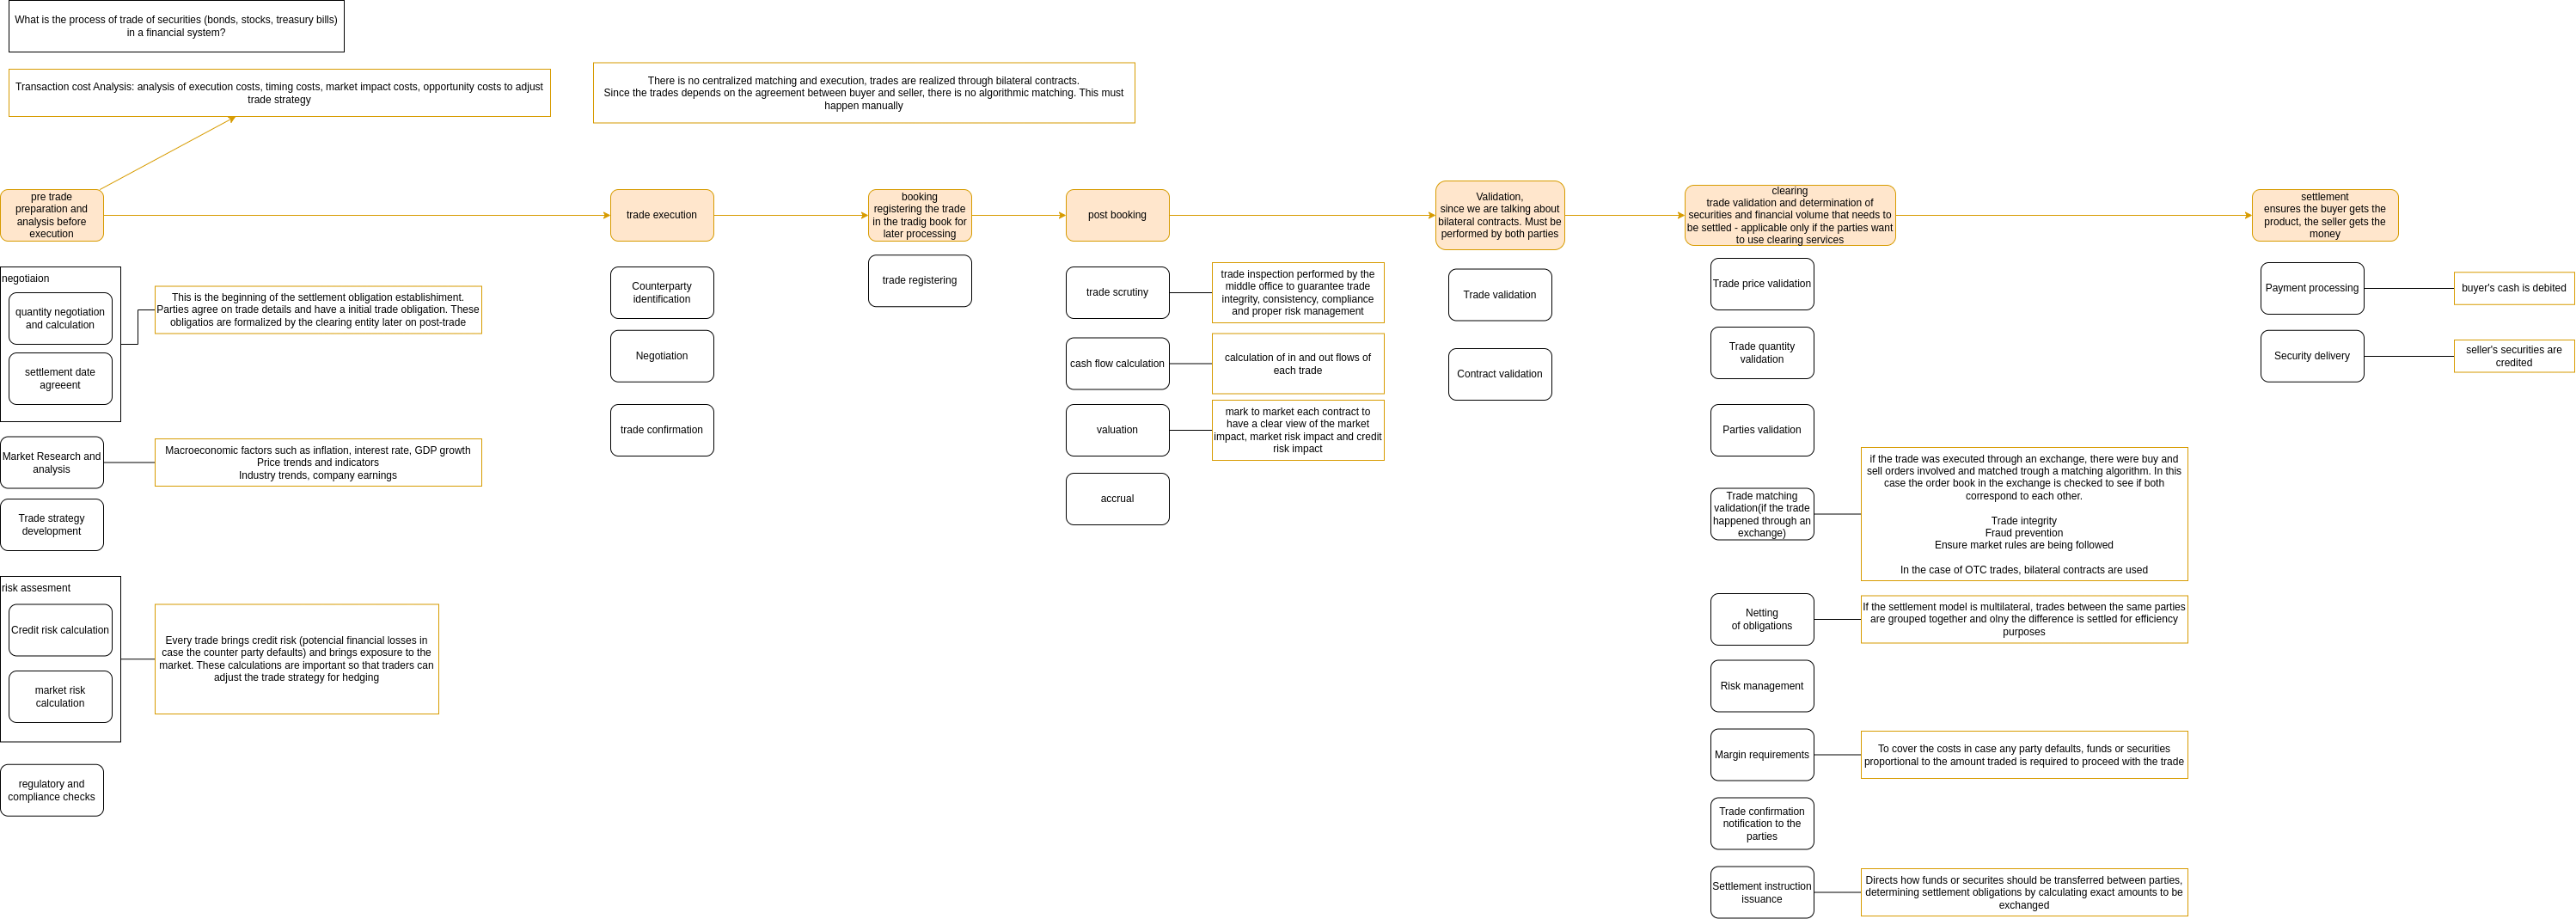 What is the process of trade of securities (bonds, stocks, treasury bills)
in a financial system?
Transaction cost Analysis: analysis of execution costs, timing costs, market impact costs, opportunity costs to adjust
trade strategy
There is no centralized matching and execution, trades are realized through bilateral contracts.
Since the trades depends on the agreement between buyer and seller, there is no algorithmic matching. This must
happen manually
pre trade
preparation and
analysis before
execution
trade execution
booking
registering the trade
in the tradig book for
later processing
post booking
Validation,
since we are talking about
bilateral contracts. Must be
performed by both parties
clearing
trade validation and determination of
securities and financial volume that needs to
be settled - applicable only if the parties want
to use clearing services
settlement
ensures the buyer gets the
product, the seller gets the
money
negotiaion
quantity negotiation
and calculation
settlement date
agreeent
This is the beginning of the settlement obligation establishiment.
Parties agree on trade details and have a initial trade obligation. These
obligatios are formalized by the clearing entity later on post-trade
Market Research and
analysis
Macroeconomic factors such as inflation, interest rate, GDP growth
Price trends and indicators
Industry trends, company earnings
Trade strategy
development
risk assesment
Credit risk calculation
market risk
calculation
Every trade brings credit risk (potencial financial losses in
case the counter party defaults) and brings exposure to the
market. These calculations are important so that traders can
adjust the trade strategy for hedging
regulatory and
compliance checks
Counterparty
identification
Negotiation
trade confirmation
trade registering
trade scrutiny
trade inspection performed by the
middle office to guarantee trade
integrity, consistency, compliance
and proper risk management
cash flow calculation
calculation of in and out flows of
each trade
valuation
mark to market each contract to
have a clear view of the market
impact, market risk impact and credit
risk impact
accrual
Trade validation
Contract validation
Trade price validation
Trade quantity
validation
Parties validation
Trade matching
validation(if the trade
happened through an
exchange)
if the trade was executed through an exchange, there were buy and
sell orders involved and matched trough a matching algorithm. In this
case the order book in the exchange is checked to see if both
correspond to each other.
Trade integrity
Fraud prevention
Ensure market rules are being followed
In the case of OTC trades, bilateral contracts are used
Netting
of obligations
If the settlement model is multilateral, trades between the same parties
are grouped together and olny the difference is settled for efficiency
purposes
Risk management
Margin requirements
To cover the costs in case any party defaults, funds or securities
proportional to the amount traded is required to proceed with the trade
Trade confirmation
notification to the
parties
Settlement instruction
issuance
Directs how funds or securites should be transferred between parties,
determining settlement obligations by calculating exact amounts to be
exchanged
Payment processing
buyer's cash is debited
Security delivery
seller's securities are
credited